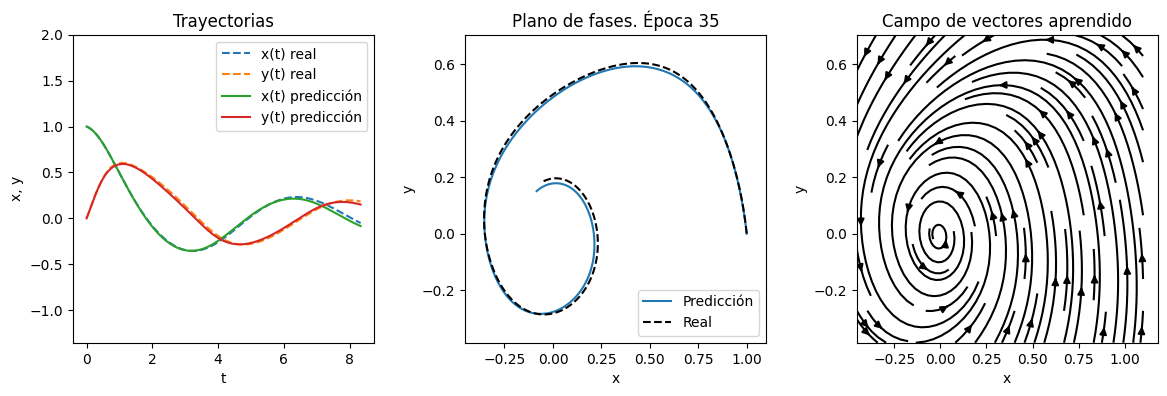 Trayectorias
x, y
2.0
1.5
1.0
0.5
0.0
−0.5
−1.0
x(t) real
y(t) real
x(t) predicción
y(t) predicción
0
2
4
6
8
t
Plano de fases. Época 35
y
0.6
0.4
0.2
0.0
−0.2
Predicción
Real
−0.25
0.00
0.25
0.50
0.75
1.00
x
Campo de vectores aprendido
y
0.6
0.4
0.2
0.0
−0.2
−0.25
0.00
0.25
0.50
0.75
1.00
x